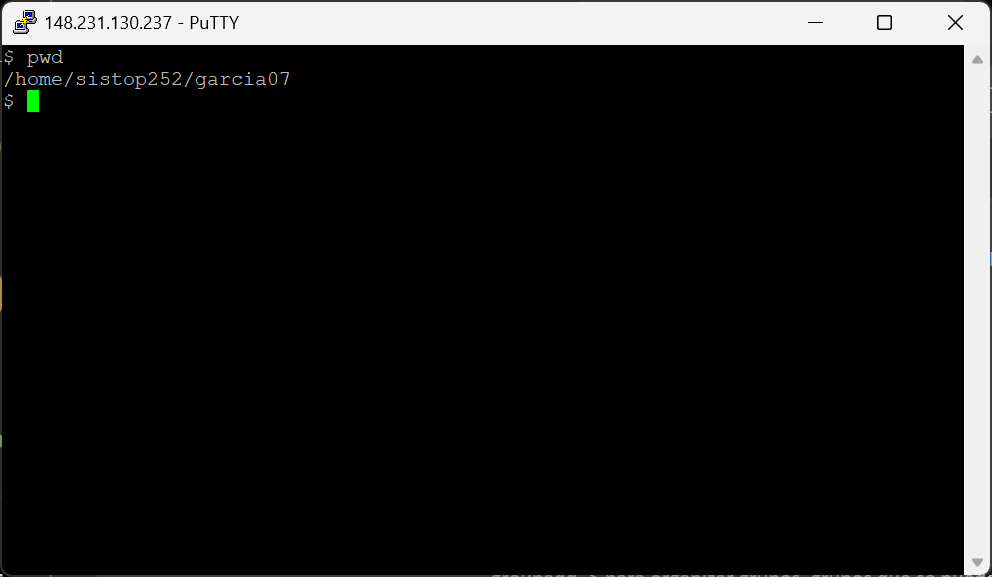 148.231.130.237 - PuTTY
$ pwd
/home/sistop252/garcia07
$